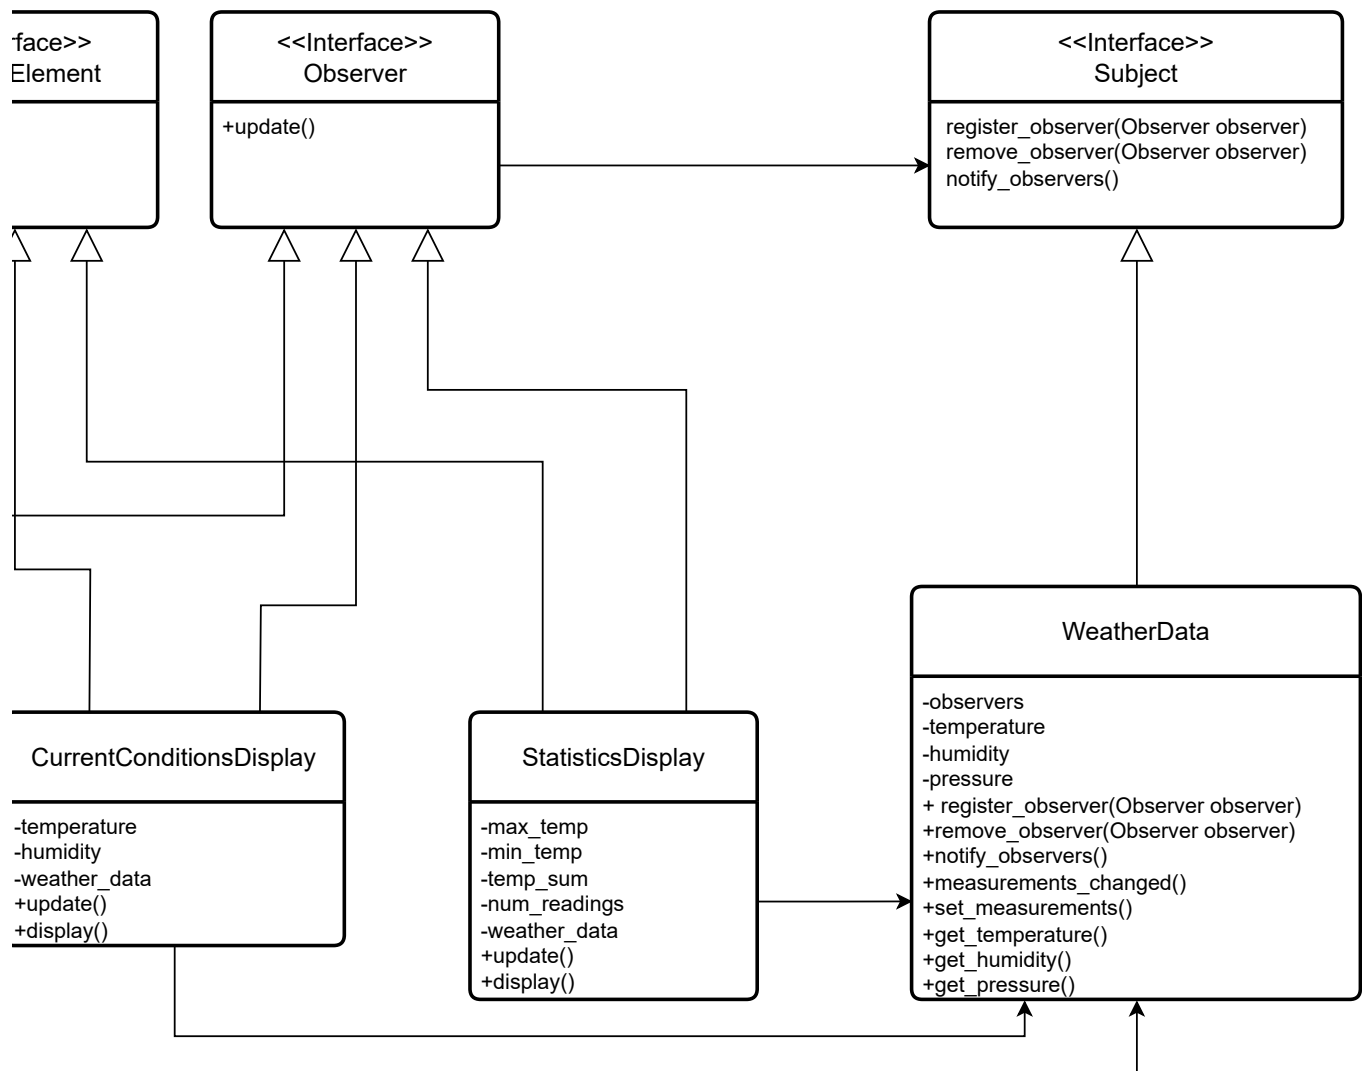 rface>>
Element
<<Interface>>
Observer
+update()
<<Interface>>
Subject
register_observer(Observer observer)
remove_observer(Observer observer)
notify_observers()
CurrentConditionsDisplay
-temperature
-humidity
-weather_data
+update()
+display()
StatisticsDisplay
-max_temp
-min_temp
-temp_sum
-num_readings
-weather_data
+update()
+display()
WeatherData
-observers
-temperature
-humidity
-pressure
+ register_observer(Observer observer)
+remove_observer(Observer observer)
+notify_observers()
+measurements_changed()
+set_measurements()
+get_temperature()
+get_humidity()
+get_pressure()